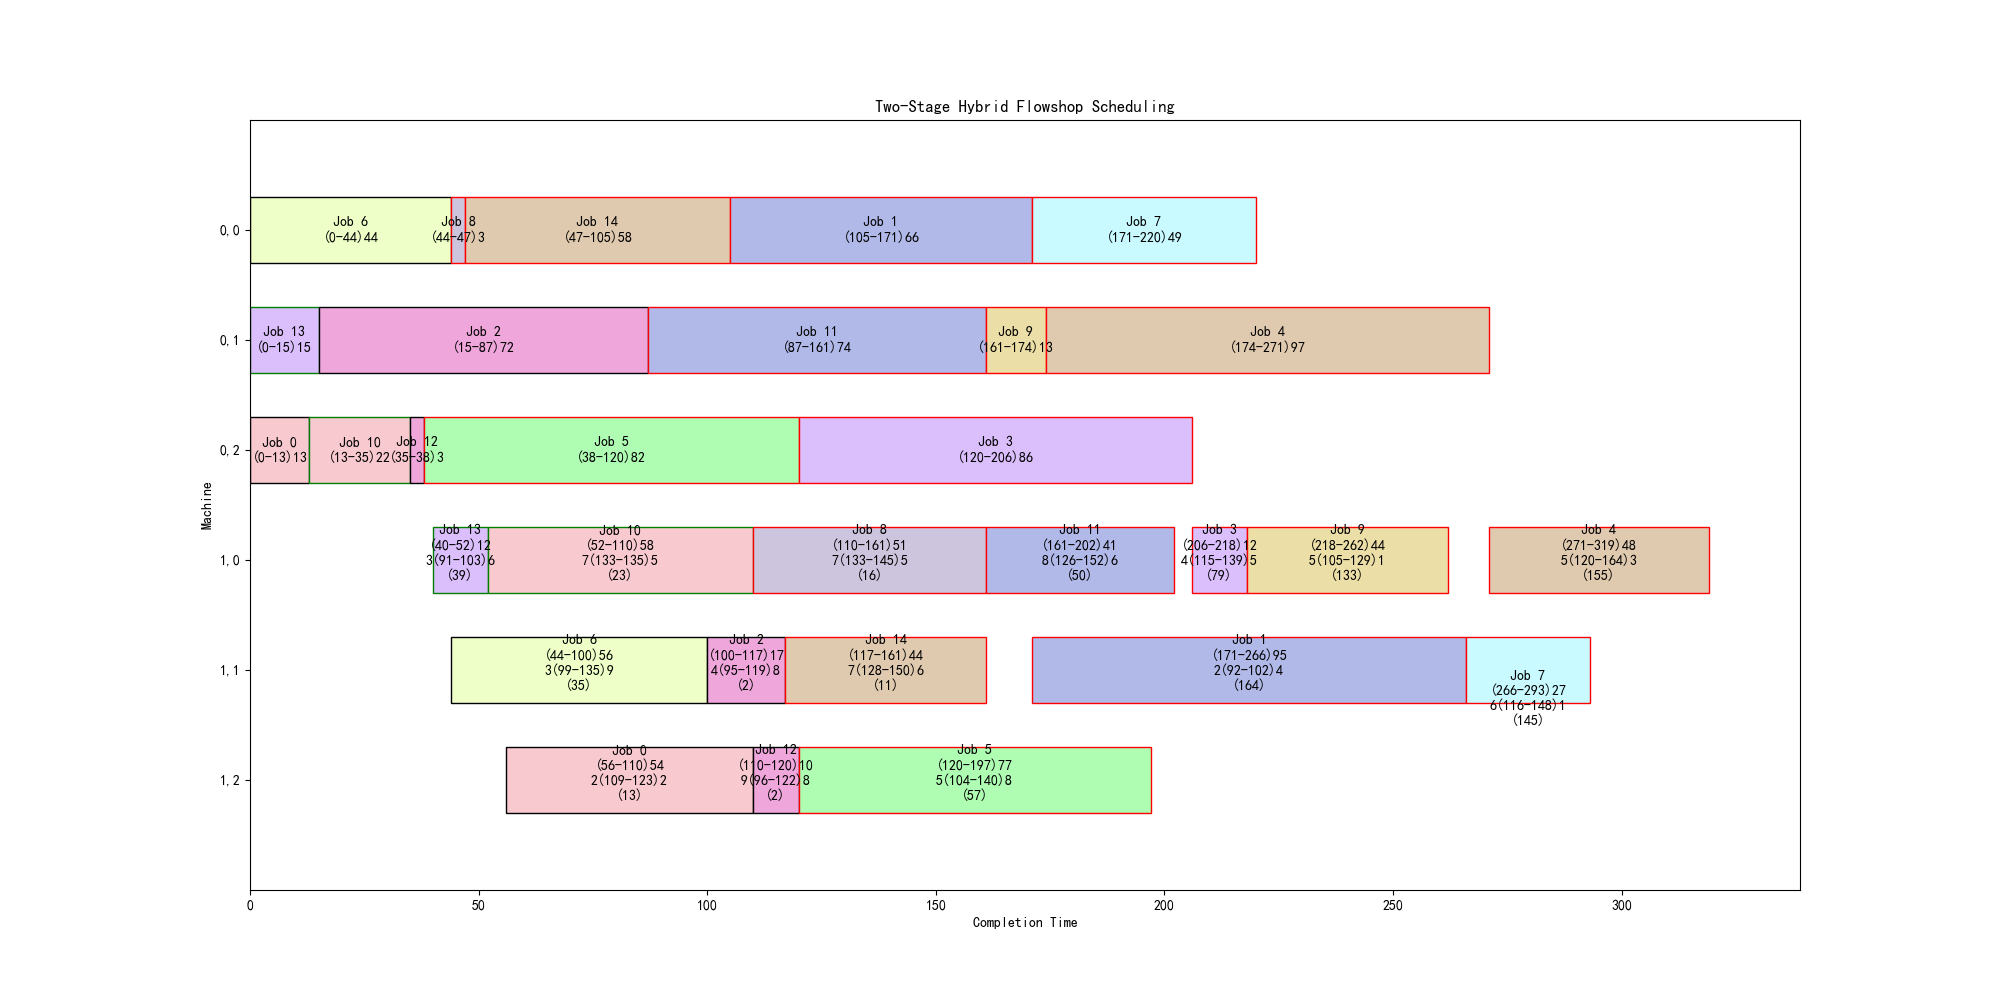 Two-Stage Hybrid Flowshop Scheduling
Machine
0,0
Job 6
(0-44)44
Job 8
(44-47)3
Job 14
(47-105)58
Job 1
(105-171)66
Job 7
(171-220)49
0,1
Job 13
(0-15)15
Job 2
(15-87)72
Job 11
(87-161)74
Job 9
(161-174)13
Job 4
(174-271)97
0,2
Job 0
(0-13)13
Job 10
(13-35)22
Job 12
(35-38)3
Job 5
(38-120)82
Job 3
(120-206)86
1,0
Job 13
(40-52)12
3(91-103)6
(39)
Job 10
(52-110)58
7(133-135)5
(23)
Job 8
(110-161)51
7(133-145)5
(16)
Job 11
(161-202)41
8(126-152)6
(50)
Job 3
(206-218)12
4(115-139)5
(79)
Job 9
(218-262)44
5(105-129)1
(133)
Job 4
(271-319)48
5(120-164)3
(155)
1,1
Job 6
(44-100)56
3(99-135)9
(35)
Job 2
(100-117)17
4(95-119)8
(2)
Job 14
(117-161)44
7(128-150)6
(11)
Job 1
(171-266)95
2(92-102)4
(164)
Job 7
(266-293)27
6(116-148)1
(145)
1,2
Job 0
(56-110)54
2(109-123)2
(13)
Job 12
(110-120)10
9(96-122)8
(2)
Job 5
(120-197)77
5(104-140)8
(57)
0
50
100
150
200
250
300
Completion Time